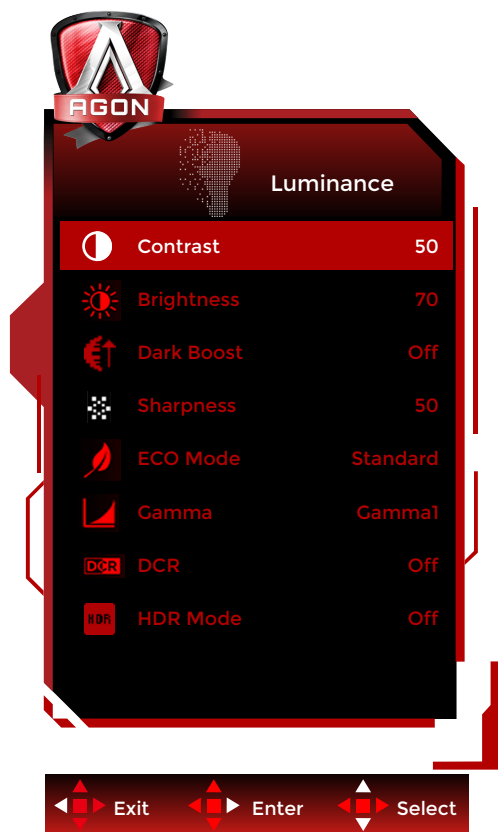 AGON
Luminance
Contrast 50
Brightness 70
Dark Boost Off
Sharpness 50
ECO Mode Standard
Gamma Gamma1
DCR DCR Off
HDR HDR Mode Off
Exit Enter Select